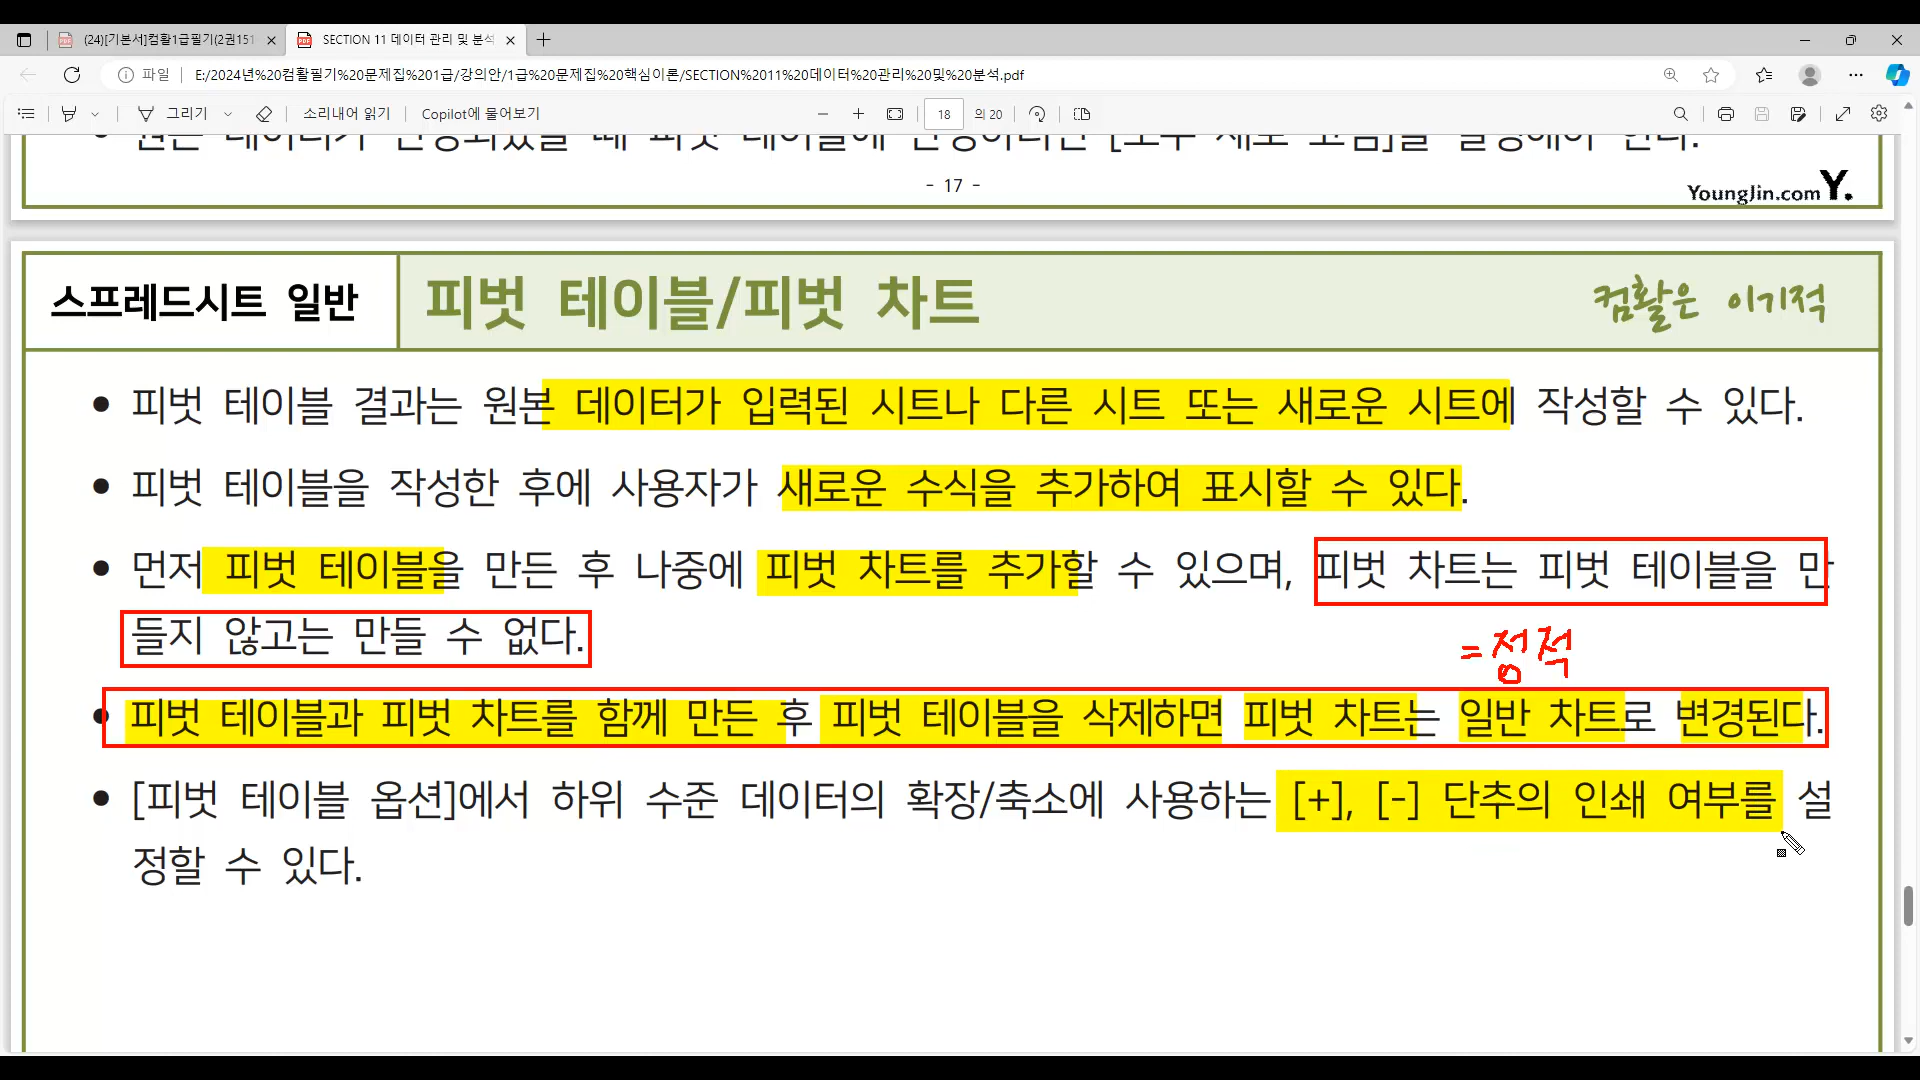 (24)[기본서]컴활1급필기(2권151
SECTION 11 데이터 관리 및 분석
파일
E:/2024년%20컴활필기%20문제집%201급/강의안/1급%20문제집%20핵심이론/SECTION%2011%20데이터%20관리%20및%20분석.pdf
그리기
소리내어 읽기
Copilot에 물어보기
18 의 20
- 17 -
YoungJin.com Y.
스프레드시트 일반
피벗 테이블/피벗 차트
컴활은 이기적
● 피벗 테이블 결과는 원본 데이터가 입력된 시트나 다른 시트 또는 새로운 시트에 작성할 수 있다.
● 피벗 테이블을 작성한 후에 사용자가 새로운 수식을 추가하여 표시할 수 있다.
● 먼저 피벗 테이블을 만든 후 나중에 피벗 차트를 추가할 수 있으며, 피벗 차트는 피벗 테이블을 만
들지 않고는 만들 수 없다.
= 정적
● 피벗 테이블과 피벗 차트를 함께 만든 후 피벗 테이블을 삭제하면 피벗 차트는 일반 차트로 변경된다.
● [피벗 테이블 옵션]에서 하위 수준 데이터의 확장/축소에 사용하는 [+], [-] 단추의 인쇄 여부를 설
정할 수 있다.